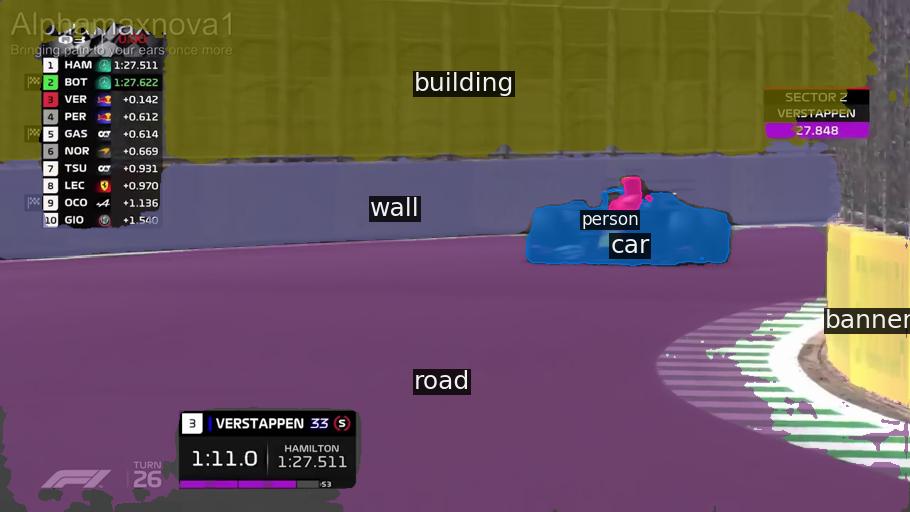 Alphamaxnova1
Bringing pain to your ears once more
Q3
1 HAM 1:27.511
2 BOT 1:27.622
3 VER +0.142
4 PER +0.612
5 GAS +0.614
6 NOR +0.669
7 TSU +0.931
8 LEC +0.970
9 OCO +1.136
10 GIO +1.540
SECTOR 2
VERSTAPPEN
27.848
building
wall
person
car
banner
road
3 VERSTAPPEN 33 S
1:11.0
HAMILTON
1:27.511
S3
F1 TURN
26